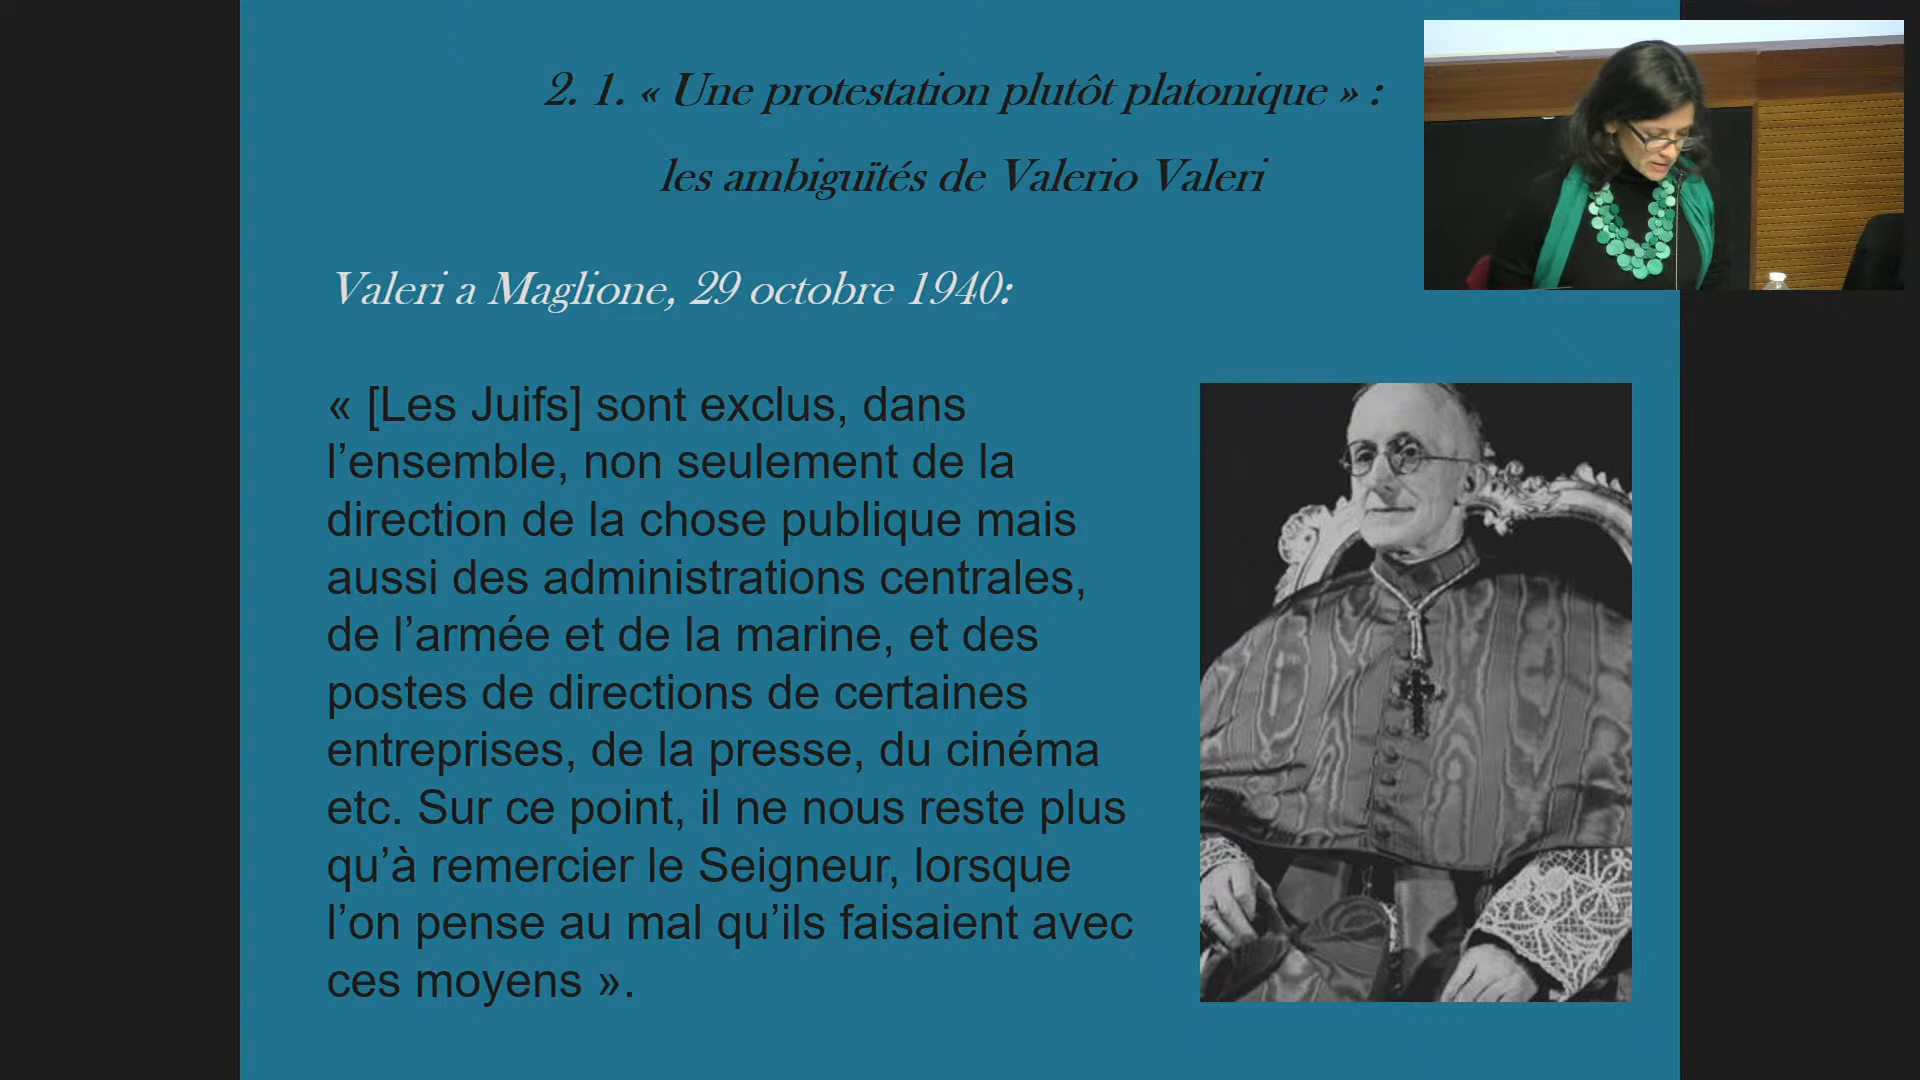 2. 1. « Une protestation plutôt platonique » :
les ambiguïtés de Valerio Valeri
Valeri a Maglione, 29 octobre 1940:
« [Les Juifs] sont exclus, dans
l’ensemble, non seulement de la
direction de la chose publique mais
aussi des administrations centrales,
de l’armée et de la marine, et des
postes de directions de certaines
entreprises, de la presse, du cinéma
etc. Sur ce point, il ne nous reste plus
qu’à remercier le Seigneur, lorsque
l’on pense au mal qu’ils faisaient avec
ces moyens ».